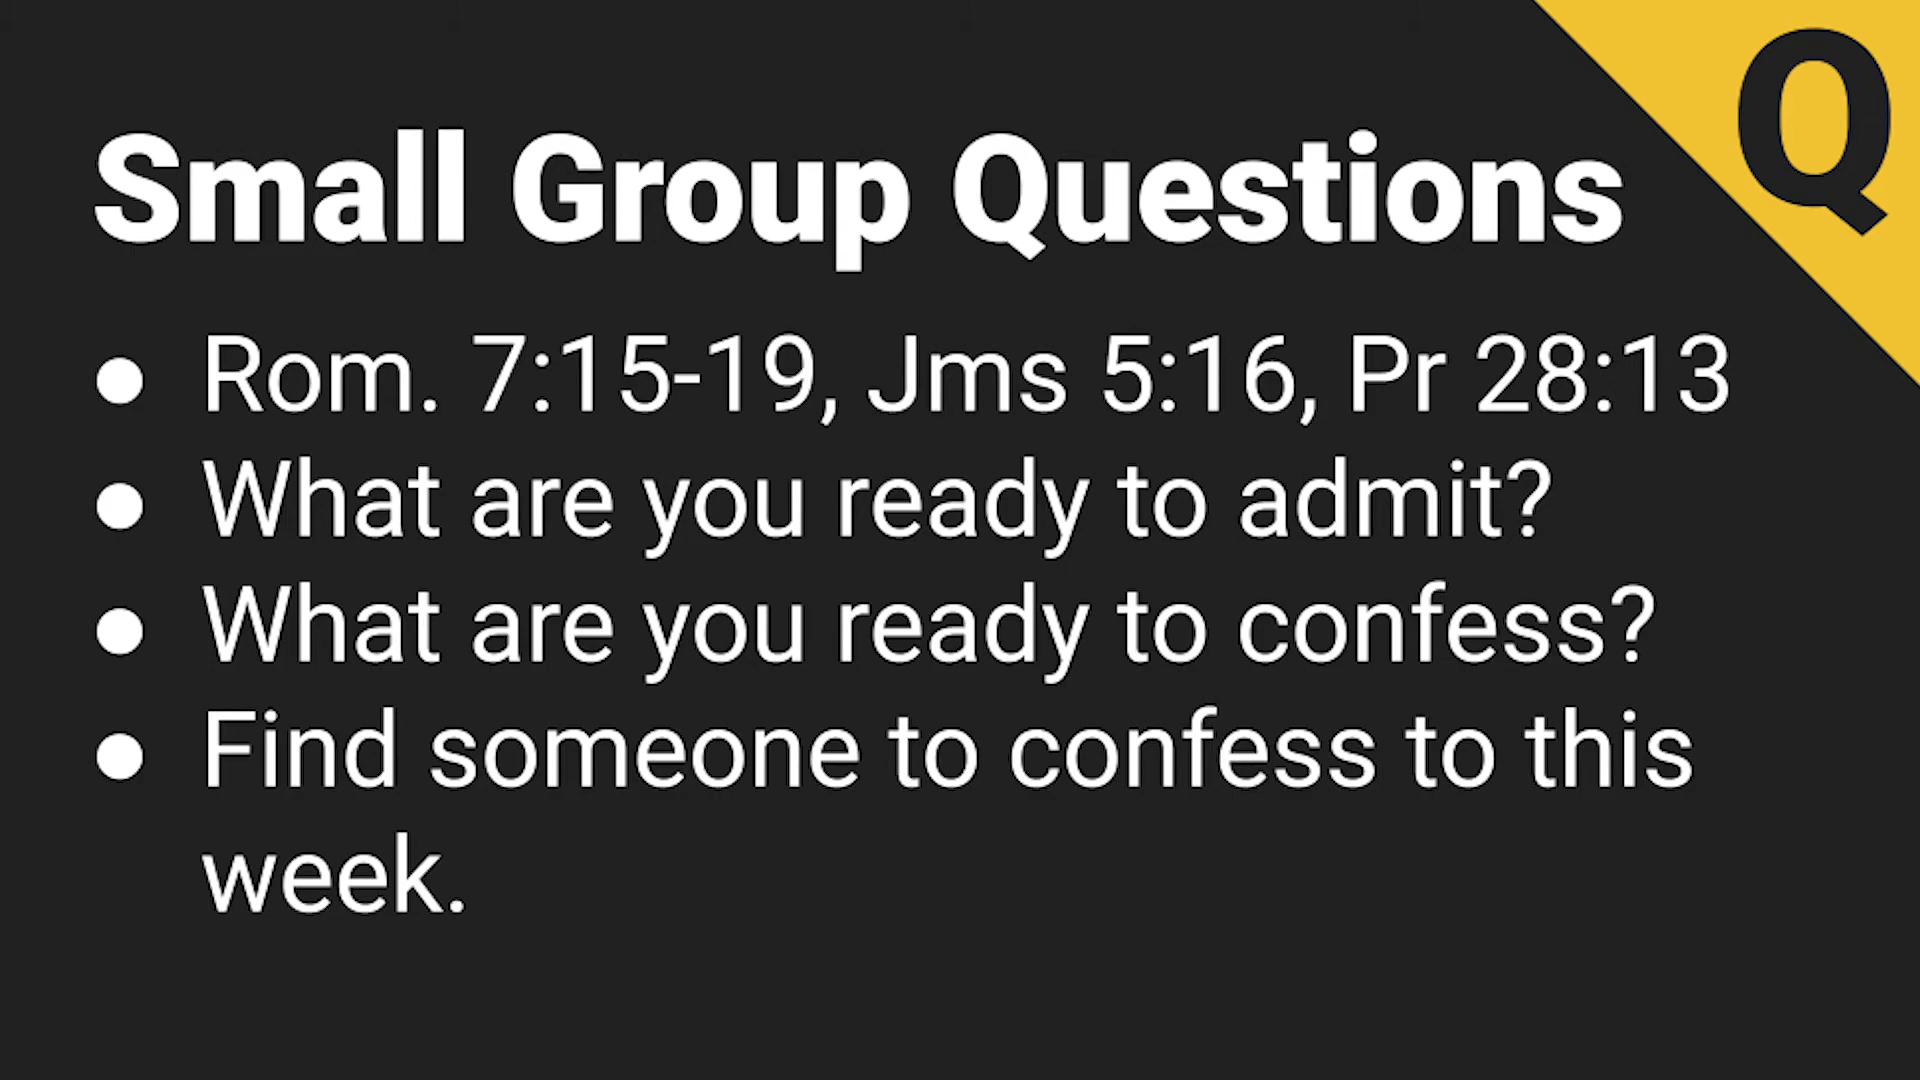 Q
Small Group Questions
● Rom. 7:15-19, Jms 5:16, Pr 28:13
● What are you ready to admit?
● What are you ready to confess?
● Find someone to confess to this
week.